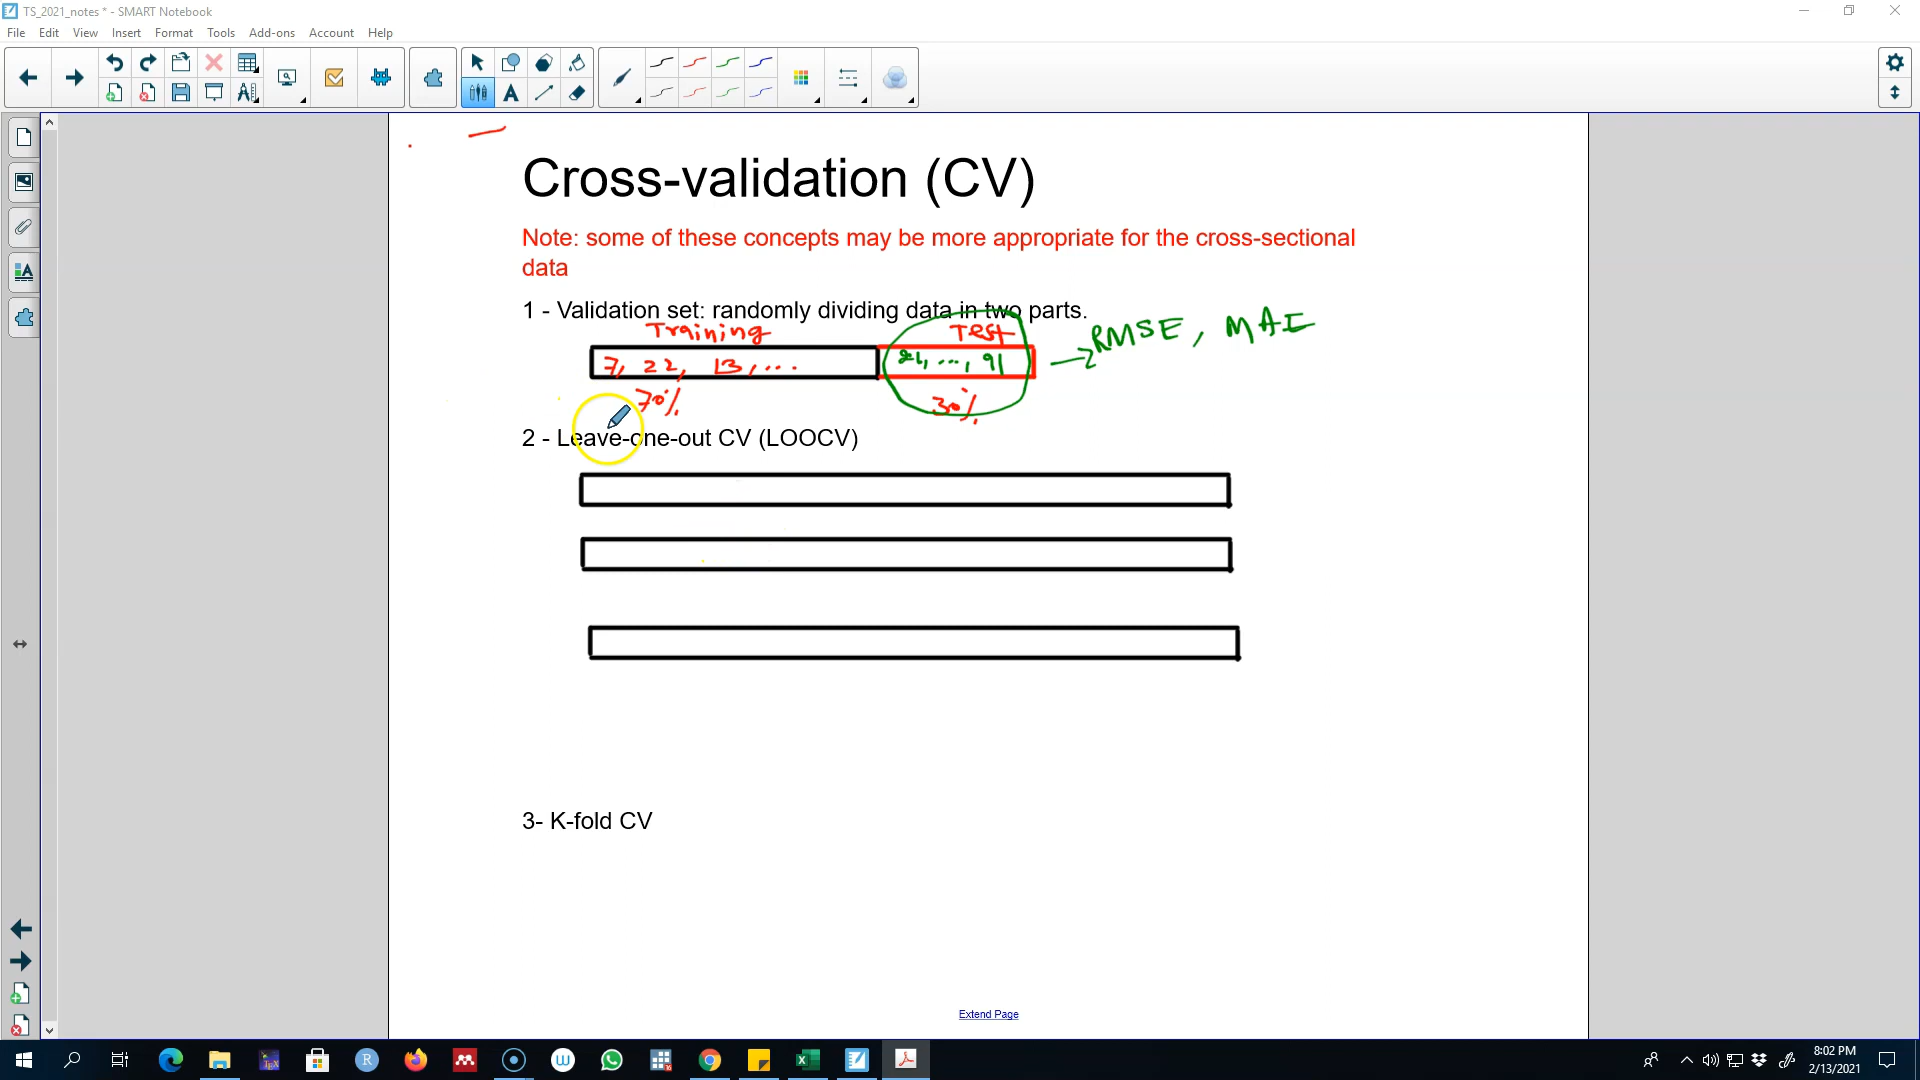 TS_2021_notes * - SMART Notebook
File Edit View Insert Format Tools Add-ons Account Help
Cross-validation (CV)
Note: some of these concepts may be more appropriate for the cross-sectional
data
1 - Validation set: randomly dividing data in two parts.
Training Test
RMSE, MAE
7, 22, 13, ... 21, ..., 91
70% 30%
2 - Leave-one-out CV (LOOCV)
3- K-fold CV
Extend Page
8:02 PM
2/13/2021